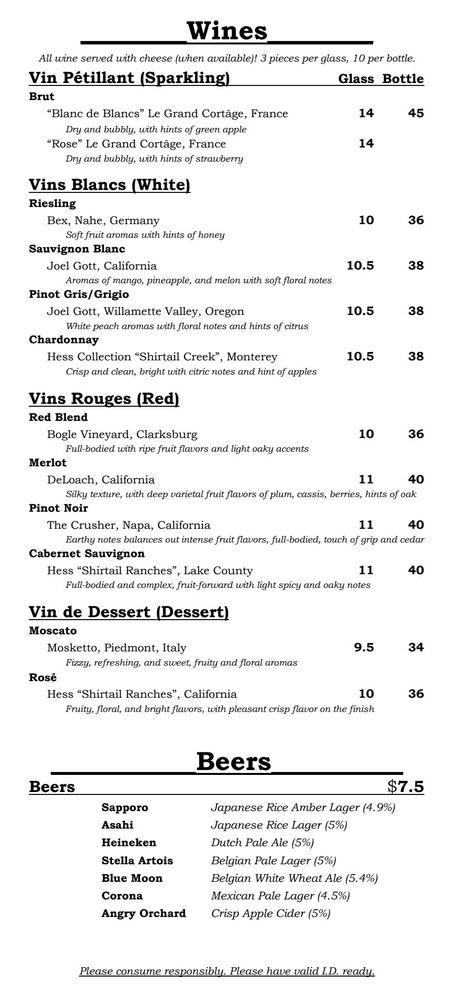 Wines
All wine served with cheese (when available)! 3 pieces per glass, 10 per bottle.
Vin Pétillant (Sparkling) Glass Bottle
Brut
“Blanc de Blancs” Le Grand Cortâge, France 14 45
Dry and bubbly, with hints of green apple
“Rose” Le Grand Cortâge, France 14
Dry and bubbly, with hints of strawberry
Vins Blancs (White)
Riesling
Bex, Nahe, Germany 10 36
Soft fruit aromas with hints of honey
Sauvignon Blanc
Joel Gott, California 10.5 38
Aromas of mango, pineapple, and melon with soft floral notes
Pinot Gris/Grigio
Joel Gott, Willamette Valley, Oregon 10.5 38
White peach aromas with floral notes and hints of citrus
Chardonnay
Hess Collection “Shirtail Creek”, Monterey 10.5 38
Crisp and clean, bright with citric notes and hint of apples
Vins Rouges (Red)
Red Blend
Bogle Vineyard, Clarksburg 10 36
Full-bodied with ripe fruit flavors and light oaky accents
Merlot
DeLoach, California 11 40
Silky texture, with deep varietal fruit flavors of plum, cassis, berries, hints of oak
Pinot Noir
The Crusher, Napa, California 11 40
Earthy notes balances out intense fruit flavors, full-bodied, touch of grip and cedar
Cabernet Sauvignon
Hess “Shirtail Ranches”, Lake County 11 40
Full-bodied and complex, fruit-forward with light spicy and oaky notes
Vin de Dessert (Dessert)
Moscato
Mosketto, Piedmont, Italy 9.5 34
Fizzy, refreshing, and sweet, fruity and floral aromas
Rosé
Hess “Shirtail Ranches”, California 10 36
Fruity, floral, and bright flavors, with pleasant crisp flavor on the finish
Beers
Beers $7.5
Sapporo Japanese Rice Amber Lager (4.9%)
Asahi Japanese Rice Lager (5%)
Heineken Dutch Pale Ale (5%)
Stella Artois Belgian Pale Lager (5%)
Blue Moon Belgian White Wheat Ale (5.4%)
Corona Mexican Pale Lager (4.5%)
Angry Orchard Crisp Apple Cider (5%)
Please consume responsibly. Please have valid I.D. ready.